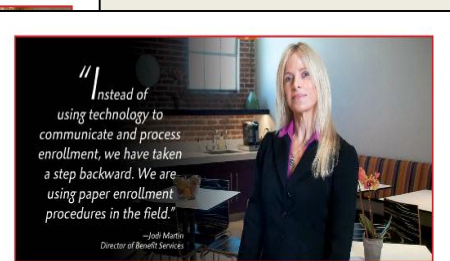 "Instead of
using technology to
communicate and process
enrollment, we have taken
a step backward. We are
using paper enrollment
procedures in the field."
—Jodi Martin
Director of Benefit Services